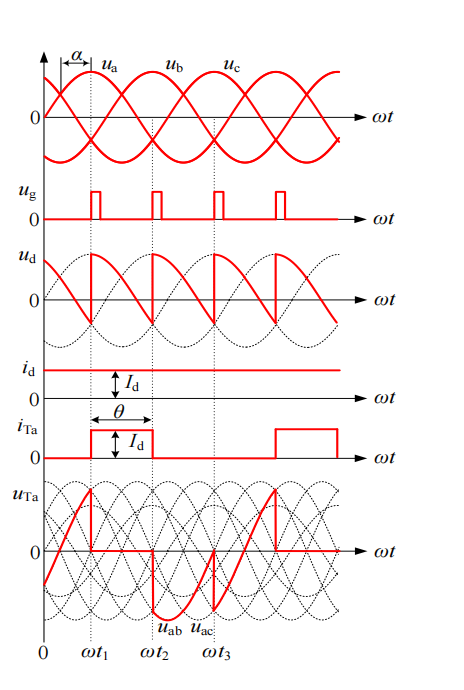 α
u_a u_b u_c
0 ωt
u_g
0
u_d
0 ωt
i_d
I_d
0 ωt
θ
i_Ta
I_d
0 ωt
u_Ta
0 ωt
u_ab u_ac
0 ωt_1 ωt_2 ωt_3